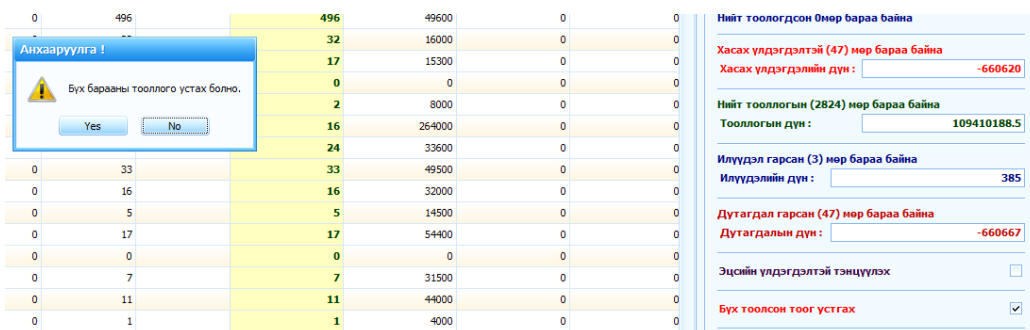 0 496 496 49600 0 0
32 16000 0 0
17 15300 0 0
0 0 0 0
2 8000 0 0
16 264000 0 0
24 33600 0 0
0 33 33 49500 0 0
0 16 16 32000 0 0
0 5 5 14500 0 0
0 17 17 54400 0 0
0 0 0 0 0 0
0 7 7 31500 0 0
0 11 11 44000 0 0
0 1 1 4000 0 0
Анхааруулга !
Бүх барааны тооллого устах болно.
Yes No
Нийт тоологдсон 0мөр бараа байна
Хасах үлдэгдэлтэй (47) мөр бараа байна
Хасах үлдэгдэлийн дүн : -660620
Нийт тооллогын (2824) мөр бараа байна
Тооллогын дүн : 109410188.5
Илүүдэл гарсан (3) мөр бараа байна
Илүүдэлийн дүн : 385
Дутагдал гарсан (47) мөр бараа байна
Дутагдалын дүн : -660667
Эцсийн үлдэгдэлтэй тэнцүүлэх
Бүх тоолсон тоог устгах